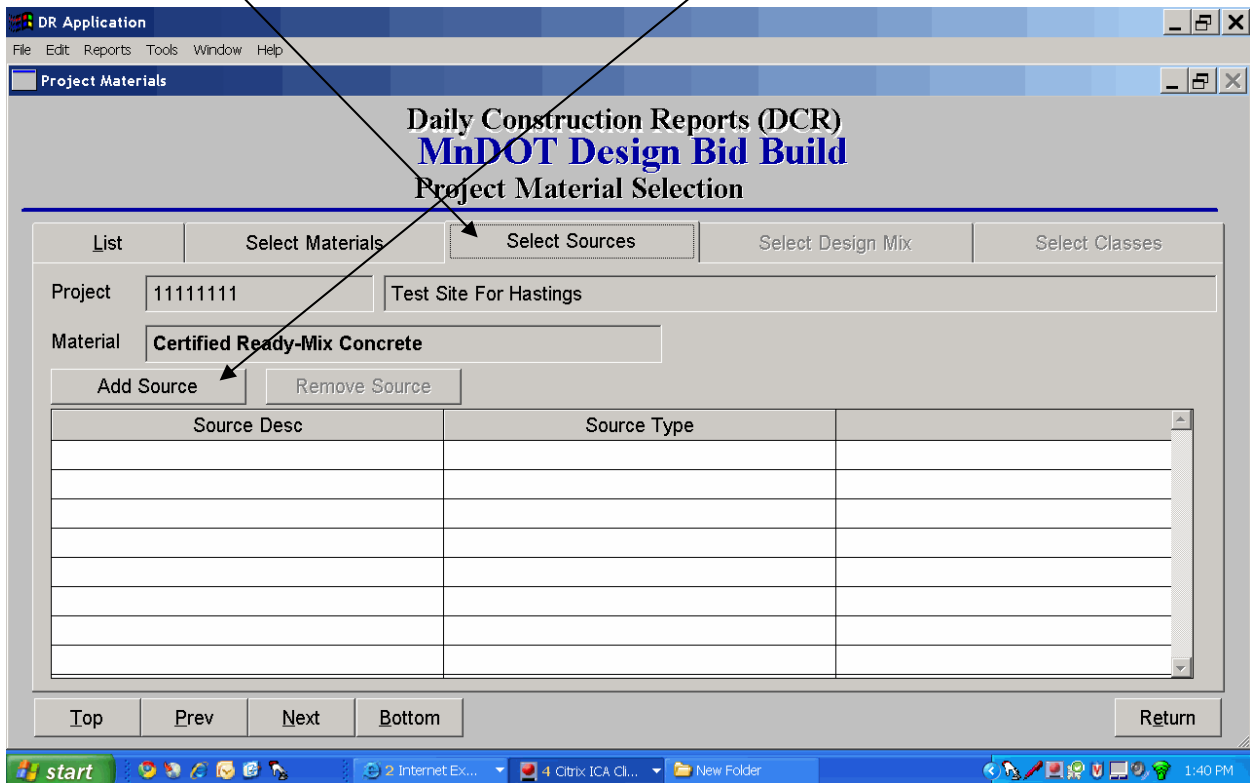 DR Application
File Edit Reports Tools Window Help
Project Materials
Daily Construction Reports (DCR)
MnDOT Design Bid Build
Project Material Selection
List Select Materials Select Sources Select Design Mix Select Classes
Project 11111111 Test Site For Hastings
Material Certified Ready-Mix Concrete
Add Source Remove Source
Source Desc Source Type
Top Prev Next Bottom Return
start 2 Internet Ex... 4 Citrix ICA Cli... New Folder 1:40 PM